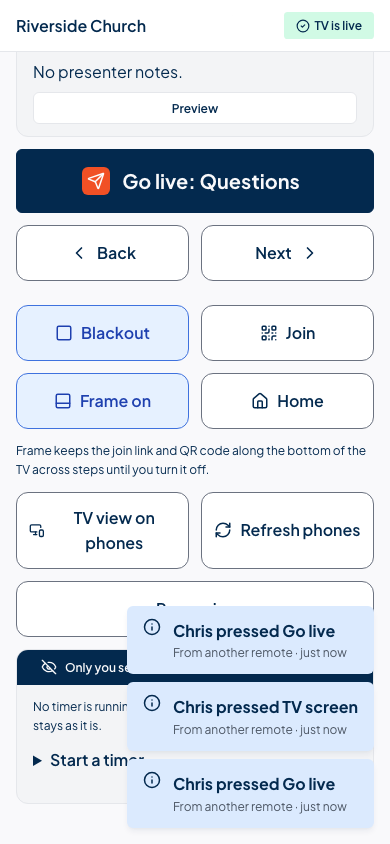 Riverside Church
TV is live
No presenter notes.
Preview
Go live: Questions
Back
Next
Blackout
Join
Frame on
Home
Frame keeps the join link and QR code along the bottom of the
TV across steps until you turn it off.
TV view on
phones
Refresh phones
Chris pressed Go live
From another remote · just now
Only you
Chris pressed TV screen
From another remote · just now
No timer is
stays as it is.
Start a timer
Chris pressed Go live
From another remote · just now